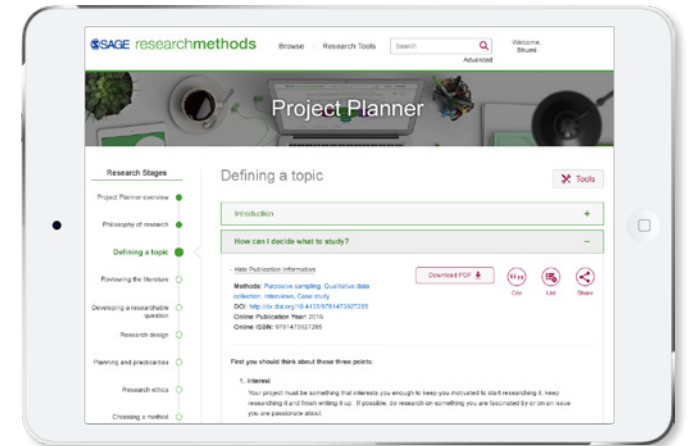 SAGE researchmethods
Browse
Research Tools
Search
Advanced
Welcome,
Bhumi
Project Planner
Research Stages
Project Planner overview
Philosophy of research
Defining a topic
Reviewing the literature
Developing a researchable
question
Research design
Planning and practicalities
Research ethics
Choosing a method
Defining a topic
Tools
Introduction
+
How can I decide what to study?
-
- Hide Publication Information
Methods: Purposive sampling, Qualitative data
collection, Interviews, Case study
DOI: http://dx.doi.org/10.4135/9781473927285
Online Publication Year: 2016
Online ISBN: 9781473927285
Download PDF
Cite
List
Share
First you should think about these three points:
1. Interest
Your project must be something that interests you enough to keep you motivated to start researching it, keep
researching it and finish writing it up. If possible, do research on something you are fascinated by or on an issue
you are passionate about